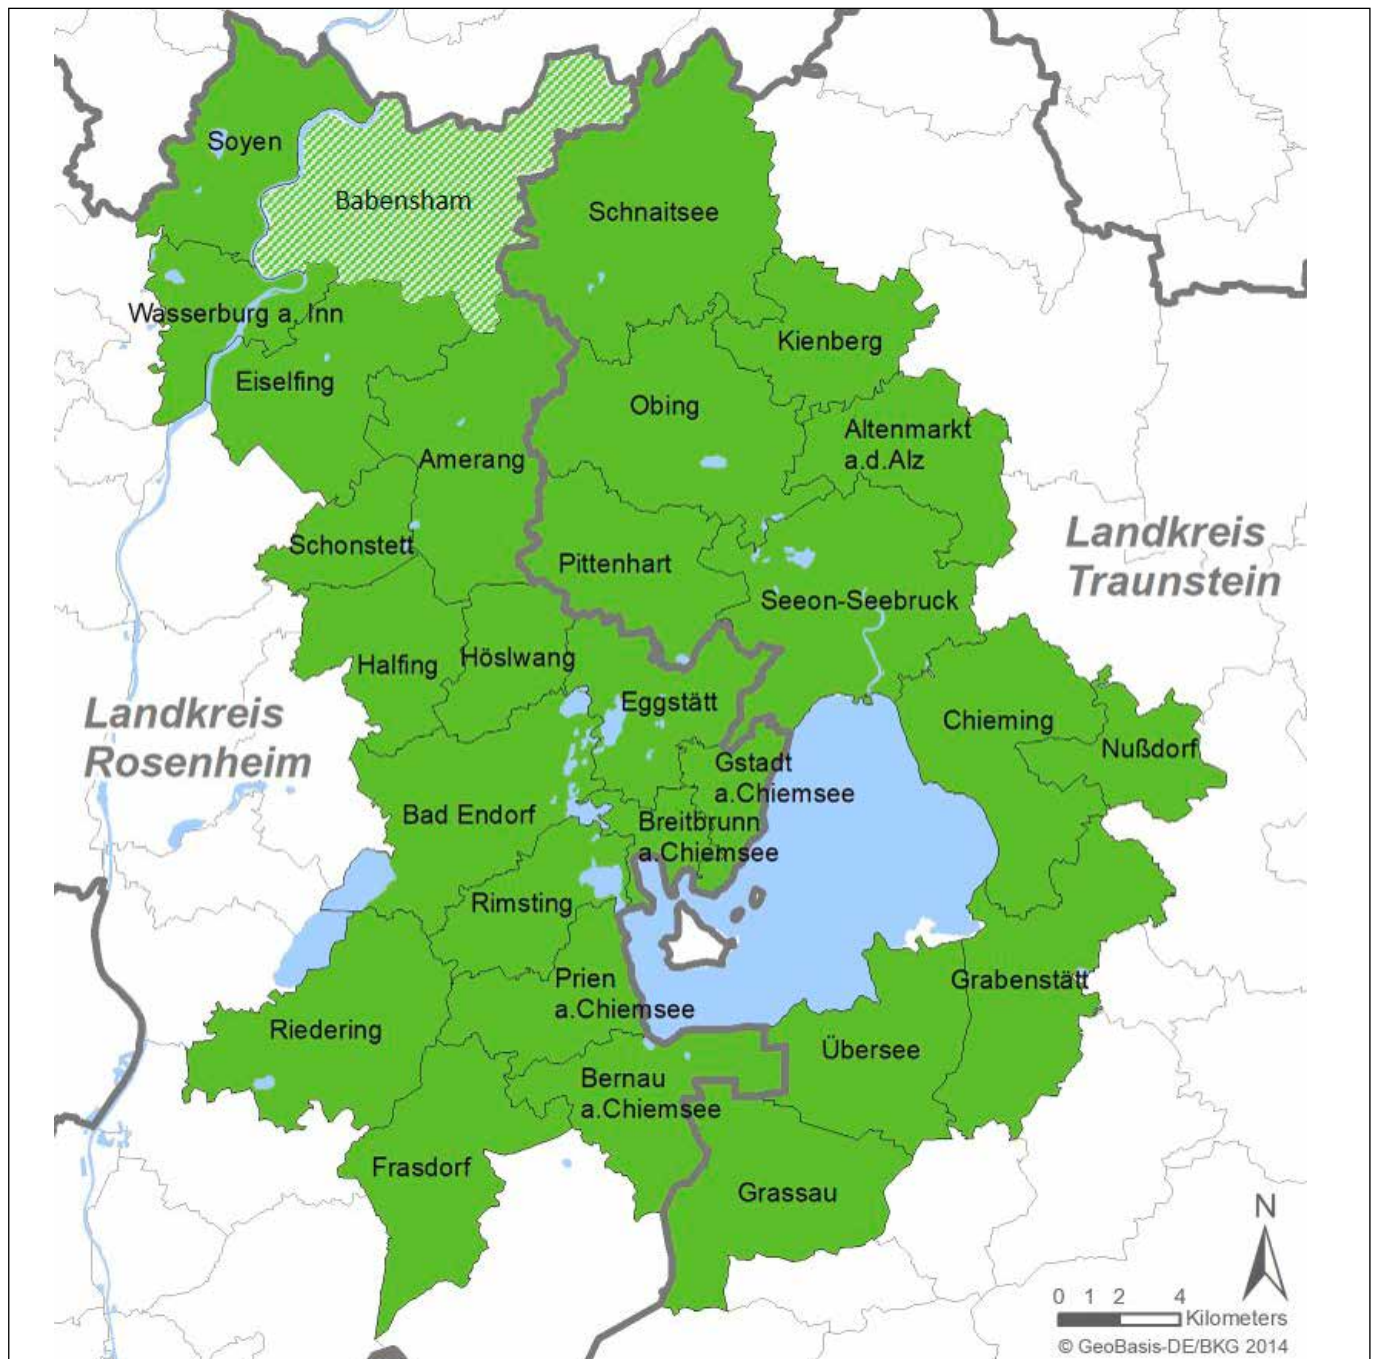 Soyen
Babensham
Schnaitsee
Wasserburg a. Inn
Kienberg
Eiselfing
Obing
Altenmarkt
a.d.Alz
Amerang
Landkreis
Traunstein
Schonstett
Pittenhart
Seeon-Seebruck
Halfing
Höslwang
Eggstätt
Landkreis
Rosenheim
Chieming
Nußdorf
Gstadt
a.Chiemsee
Bad Endorf
Breitbrunn
a.Chiemsee
Rimsting
Prien
a.Chiemsee
Grabenstätt
Riedering
Übersee
Bernau
a.Chiemsee
Frasdorf
Grassau
N
0 1 2 4
Kilometers
© GeoBasis-DE/BKG 2014